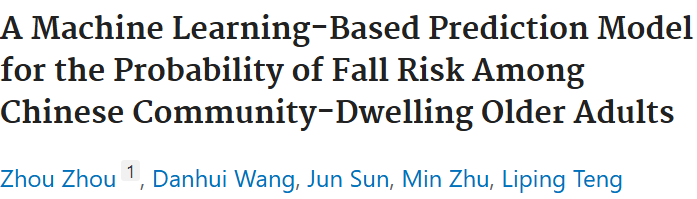 A Machine Learning-Based Prediction Model
for the Probability of Fall Risk Among
Chinese Community-Dwelling Older Adults
Zhou Zhou 1, Danhui Wang, Jun Sun, Min Zhu, Liping Teng